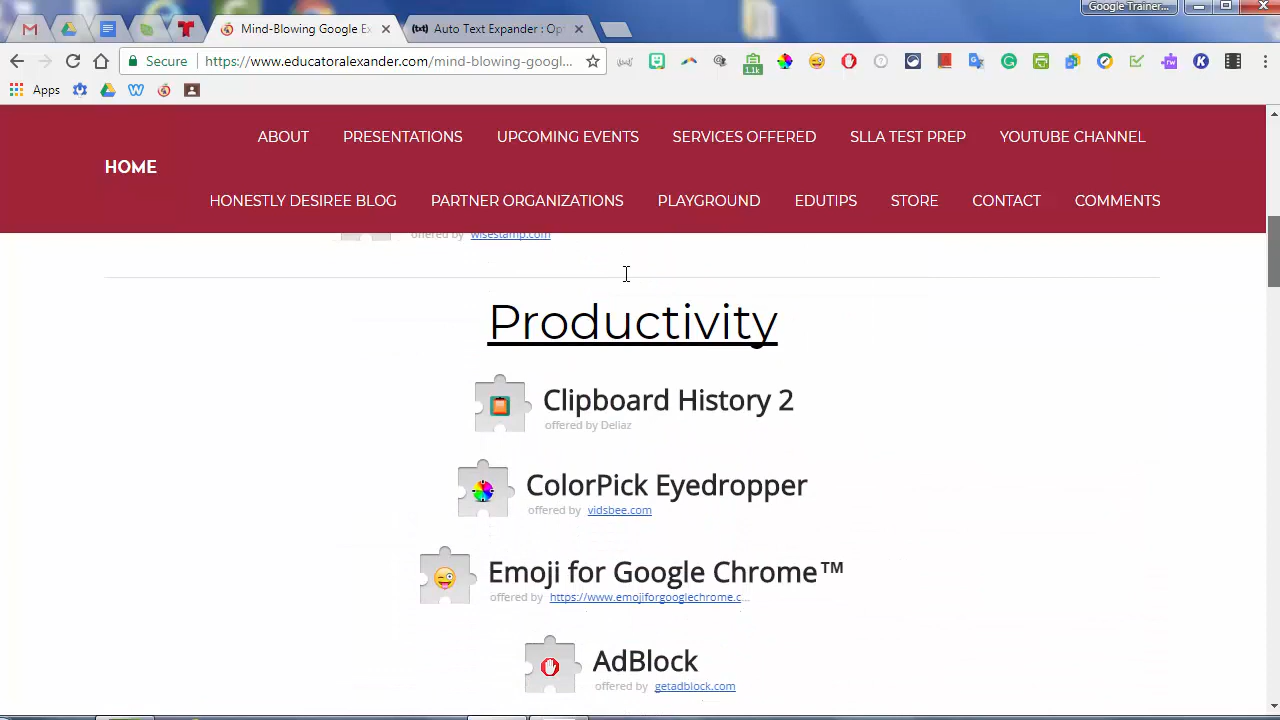 Google Trainer...
Mind-Blowing Google Ex
Auto Text Expander : Op
Secure
https://www.educatoralexander.com/mind-blowing-googl...
1.1k
Apps
ABOUT PRESENTATIONS UPCOMING EVENTS SERVICES OFFERED SLLA TEST PREP YOUTUBE CHANNEL
HOME
HONESTLY DESIREE BLOG PARTNER ORGANIZATIONS PLAYGROUND EDUTIPS STORE CONTACT COMMENTS
offered by wisestamp.com
Productivity
Clipboard History 2
offered by Deliaz
ColorPick Eyedropper
offered by vidsbee.com
Emoji for Google Chrome™
offered by https://www.emojiforgooglechrome.c...
AdBlock
offered by getadblock.com